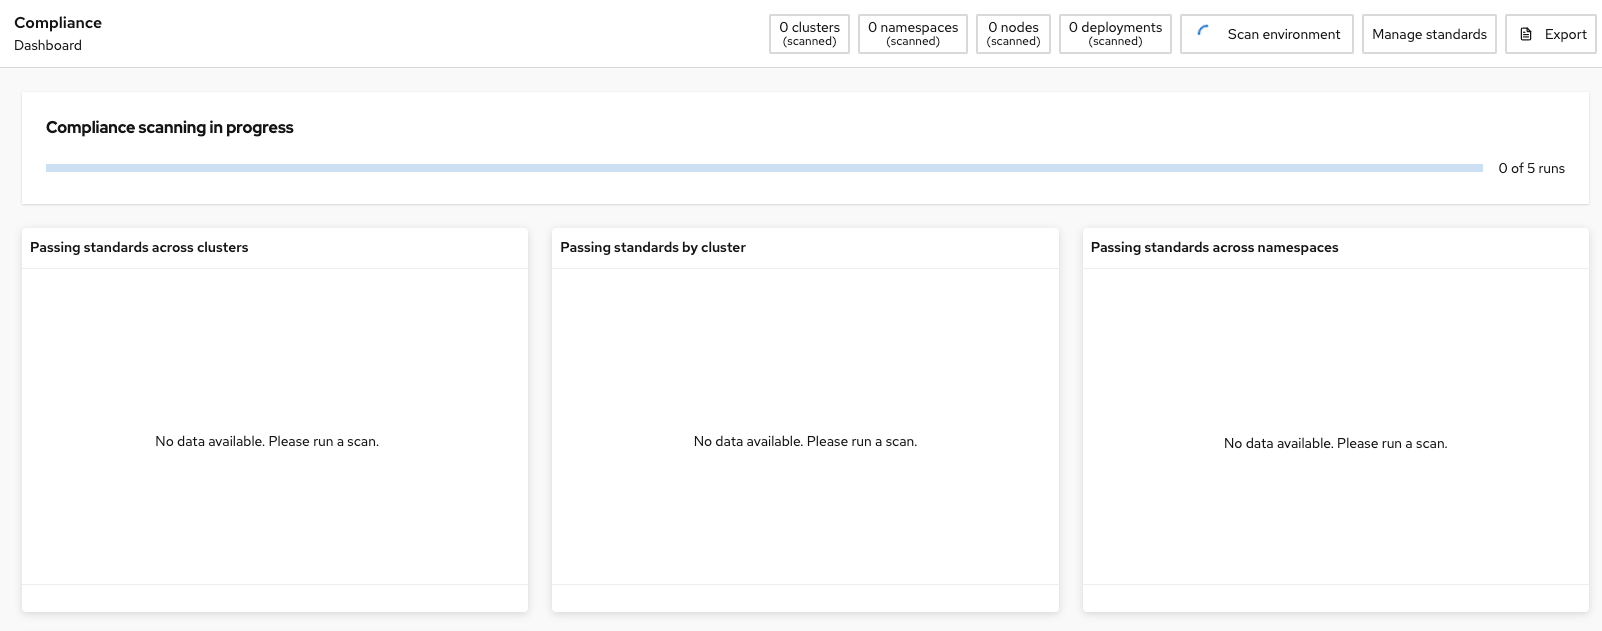 Compliance
Dashboard
0 clusters
(scanned)
0 namespaces
(scanned)
0 nodes
(scanned)
0 deployments
(scanned)
Scan environment
Manage standards
Export
Compliance scanning in progress
0 of 5 runs
Passing standards across clusters
No data available. Please run a scan.
Passing standards by cluster
No data available. Please run a scan.
Passing standards across namespaces
No data available. Please run a scan.